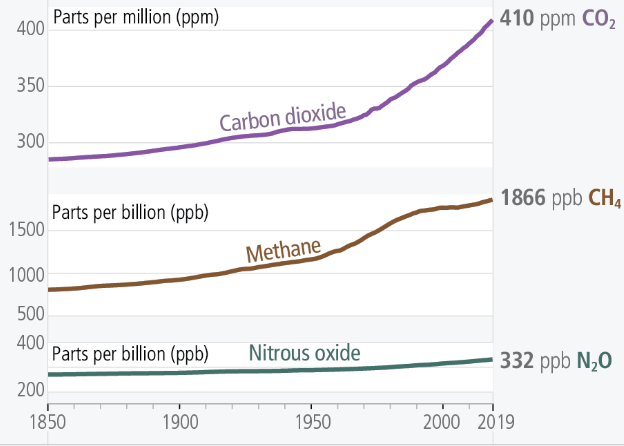 Parts per million (ppm)
410 ppm CO₂
400
350
300
Carbon dioxide
Parts per billion (ppb)
1866 ppb CH₄
1500
1000
500
Methane
400
Parts per billion (ppb)
Nitrous oxide
332 ppb N₂O
200
1850 1900 1950 2000 2019